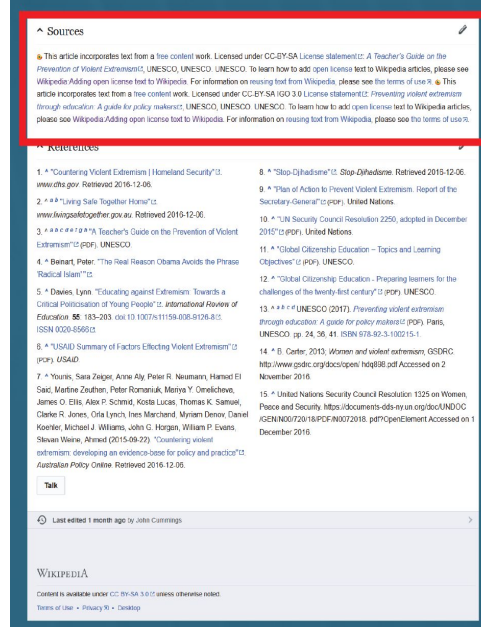 ^ Sources
This article incorporates text from a free content work. Licensed under CC-BY-SA License statement: A Teacher's Guide on the
Prevention of Violent Extremism, UNESCO, UNESCO. UNESCO. To learn how to add open license text to Wikipedia articles, please see
Wikipedia:Adding open license text to Wikipedia. For information on reusing text from Wikipedia, please see the terms of use. This
article incorporates text from a free content work. Licensed under CC-BY-SA IGO 3.0 License statement: Preventing violent extremism
through education: A guide for policy makers, UNESCO, UNESCO. UNESCO. To learn how to add open license text to Wikipedia articles,
please see Wikipedia:Adding open license text to Wikipedia. For information on reusing text from Wikipedia, please see the terms of use.
^ References
1. ^ "Countering Violent Extremism | Homeland Security".
www.dhs.gov. Retrieved 2016-12-06.
2. ^ a b "Living Safe Together Home".
www.livingsafetogether.gov.au. Retrieved 2016-12-06.
3. ^ a b c d e f g h "A Teacher's Guide on the Prevention of Violent
Extremism" (PDF). UNESCO.
4. ^ Beinart, Peter. "The Real Reason Obama Avoids the Phrase
'Radical Islam'"
5. ^ Davies, Lynn. "Educating against Extremism: Towards a
Critical Politicisation of Young People". International Review of
Education. 55: 183–203. doi:10.1007/s11159-008-9126-8.
ISSN 0020-8566.
6. ^ "USAID Summary of Factors Effecting Violent Extremism"
(PDF). USAID.
7. ^ Younis, Sara Zeiger, Anne Aly, Peter R. Neumann, Hamed El
Said, Martine Zeuthen, Peter Romaniuk, Mariya Y. Omelicheva,
James O. Ellis, Alex P. Schmid, Kosta Lucas, Thomas K. Samuel,
Clarke R. Jones, Orla Lynch, Ines Marchand, Myriam Denov, Daniel
Koehler, Michael J. Williams, John G. Horgan, William P. Evans,
Stevan Weine, Ahmed (2015-09-22). "Countering violent
extremism: developing an evidence-base for policy and practice".
Australian Policy Online. Retrieved 2016-12-06.
8. ^ "Stop-Djihadisme". Stop-Djihadisme. Retrieved 2016-12-06.
9. ^ "Plan of Action to Prevent Violent Extremism. Report of the
Secretary-General" (PDF). United Nations.
10. ^ "UN Security Council Resolution 2250, adopted in December
2015" (PDF). United Nations.
11. ^ "Global Citizenship Education – Topics and Learning
Objectives" (PDF). UNESCO.
12. ^ "Global Citizenship Education - Preparing learners for the
challenges of the twenty-first century" (PDF). UNESCO.
13. ^ a b c d UNESCO (2017). Preventing violent extremism
through education: A guide for policy makers (PDF). Paris,
UNESCO. pp. 24, 36, 41. ISBN 978-92-3-100215-1.
14. ^ B. Carter, 2013; Women and violent extremism, GSDRC
http://www.gsdrc.org/docs/open/ hdq898.pdf Accessed on 2
November 2016.
15. ^ United Nations Security Council Resolution 1325 on Women,
Peace and Security. https://documents-dds-ny.un.org/doc/UNDOC
/GEN/N00/720/18/PDF/N0072018. pdf?OpenElement Accessed on 1
December 2016.
Talk
Last edited 1 month ago by John Cummings
WIKIPEDIA
Content is available under CC BY-SA 3.0 unless otherwise noted.
Terms of Use • Privacy • Desktop